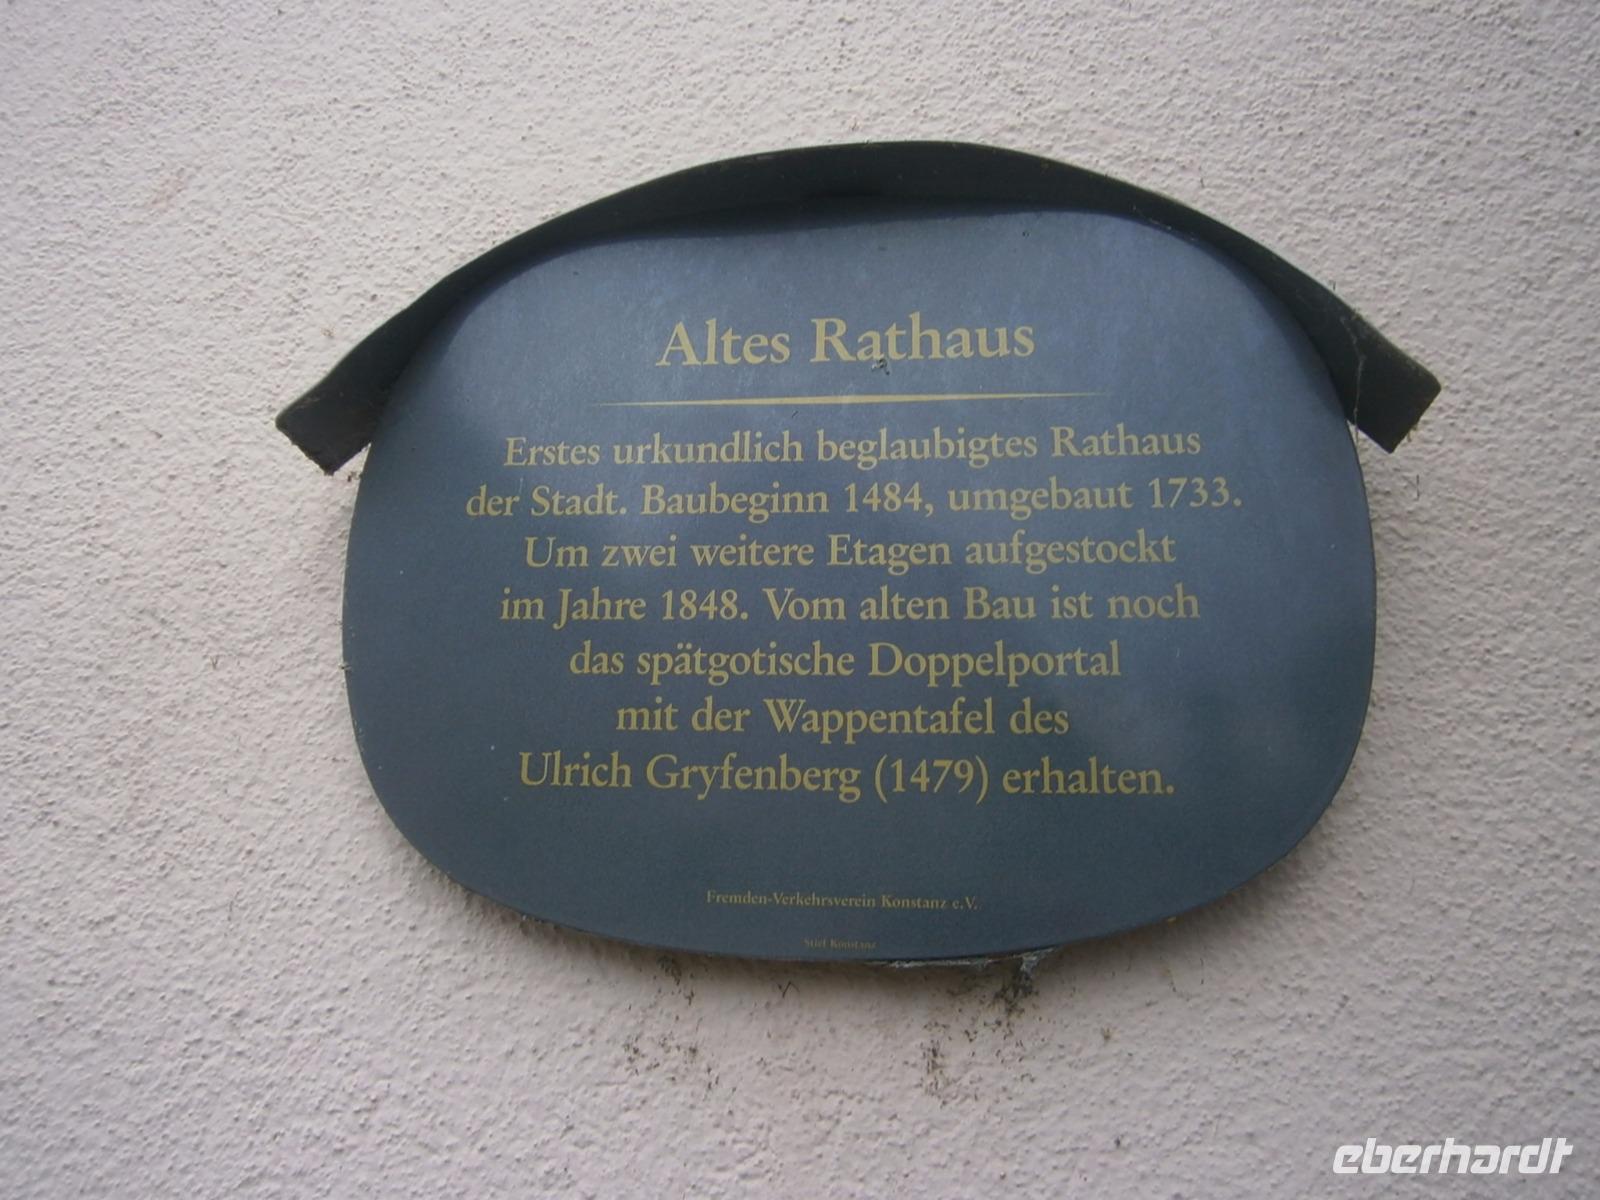 Altes Rathaus
Erstes urkundlich beglaubigtes Rathaus
der Stadt. Baubeginn 1484, umgebaut 1733.
Um zwei weitere Etagen aufgestockt
im Jahre 1848. Vom alten Bau ist noch
das spätgotische Doppelportal
mit der Wappentafel des
Ulrich Gryfenberg (1479) erhalten.
Fremden-Verkehrsverein Konstanz e.V.
Stief Konstanz
eberhardt